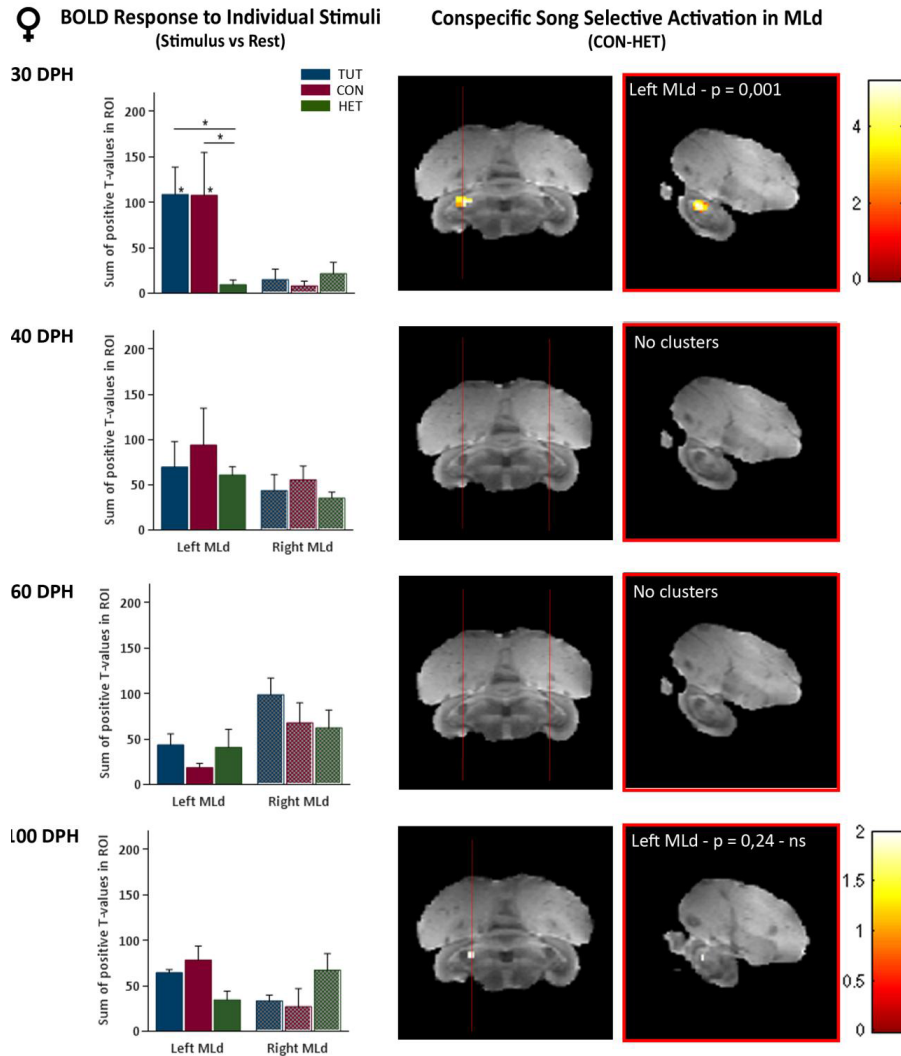 ♀ BOLD Response to Individual Stimuli
(Stimulus vs Rest)
Conspecific Song Selective Activation in MLd
(CON-HET)
30 DPH
TUT
CON
HET
Sum of positive T-values in ROI
200
150
100
50
0
*
*
*
*
Left MLd - p = 0,001
4
2
0
40 DPH
Sum of positive T-values in ROI
200
150
100
50
0
Left MLd
Right MLd
No clusters
60 DPH
Sum of positive T-values in ROI
200
150
100
50
0
Left MLd
Right MLd
No clusters
100 DPH
Sum of positive T-values in ROI
200
150
100
50
0
Left MLd
Right MLd
Left MLd - p = 0,24 - ns
2
1.5
1
0.5
0